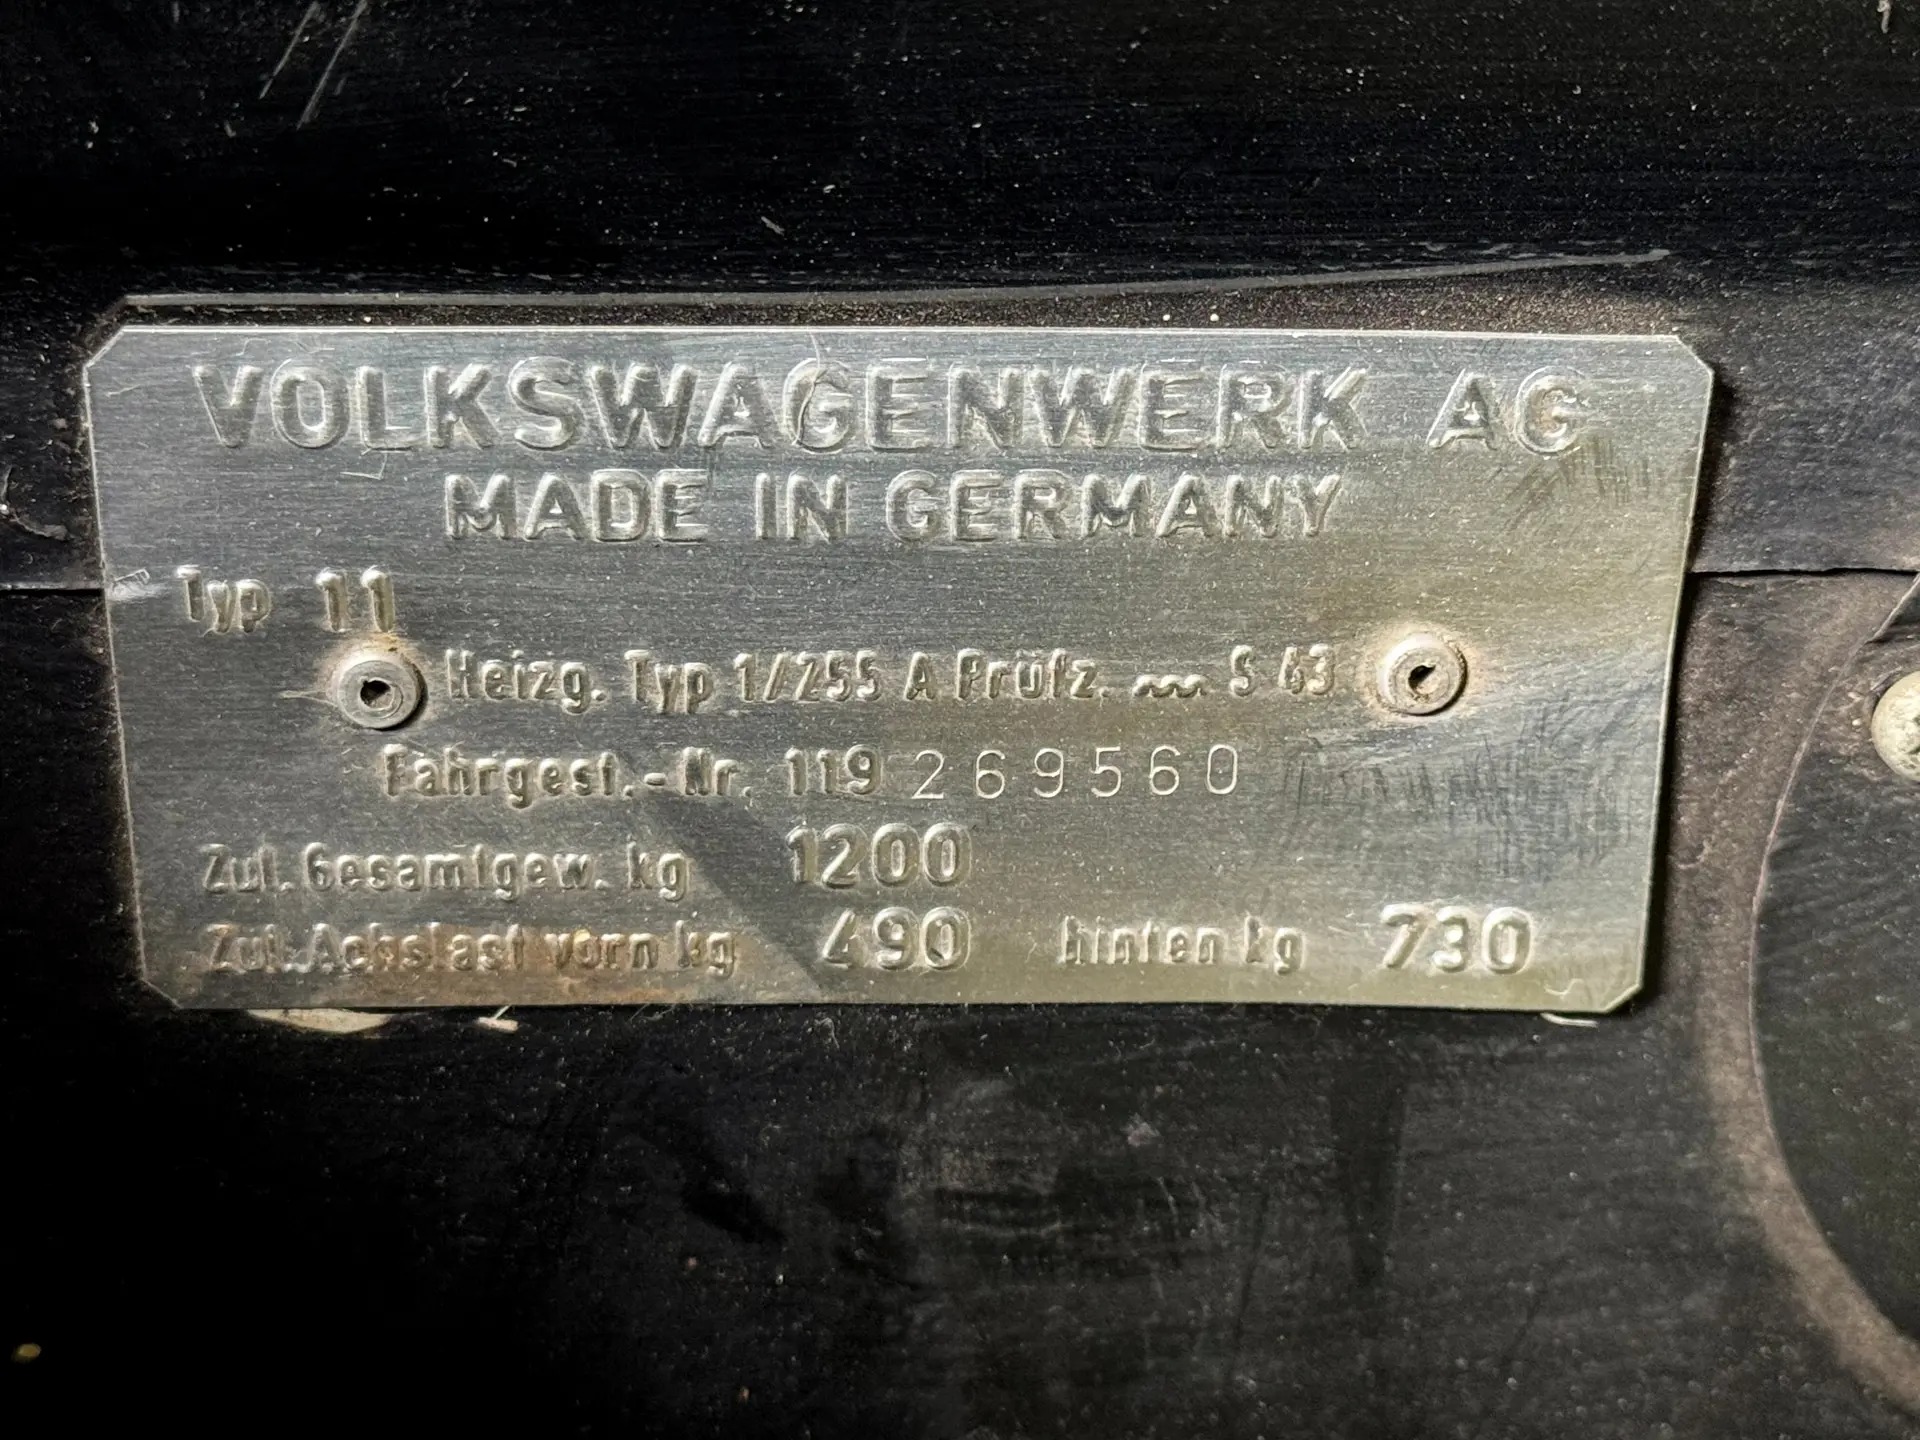 VOLKSWAGENWERK AG
MADE IN GERMANY
Typ 11
Heizg. Typ 1/255 A Prüfz. ~~~ S 43
Fahrgest.-Nr. 119 269560
Zul. Gesamtgew. kg 1200
Zul. Achslast vorn kg 490 hinten kg 730